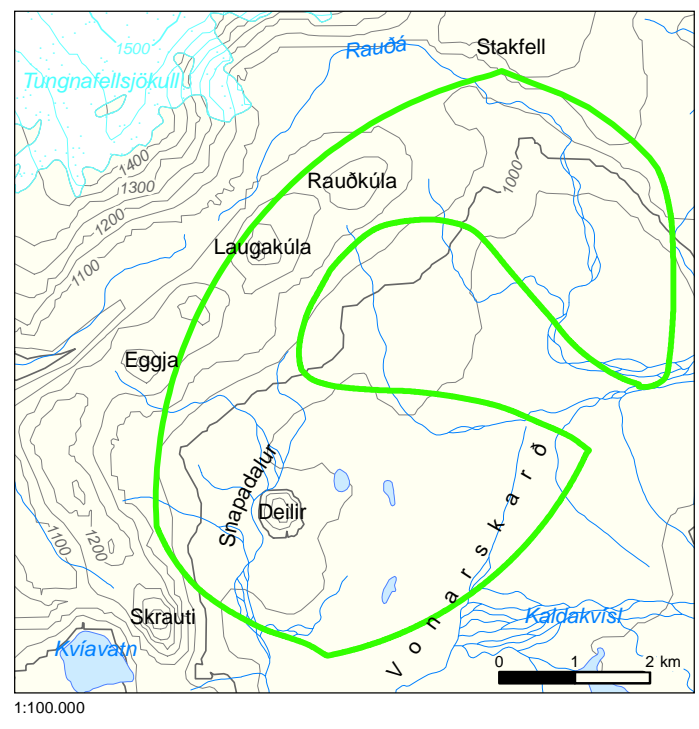 Stakfell
Rauðá
1500
Tungnafellsjökull
1400
1300
1200
1100
1000
Rauðkúla
Laugakúla
Eggja
Snapadalur
Deilir
Vonarskarð
1100
1200
Skrauti
Kvíavatn
Kaldakvísl
0 1 2 km
1:100.000